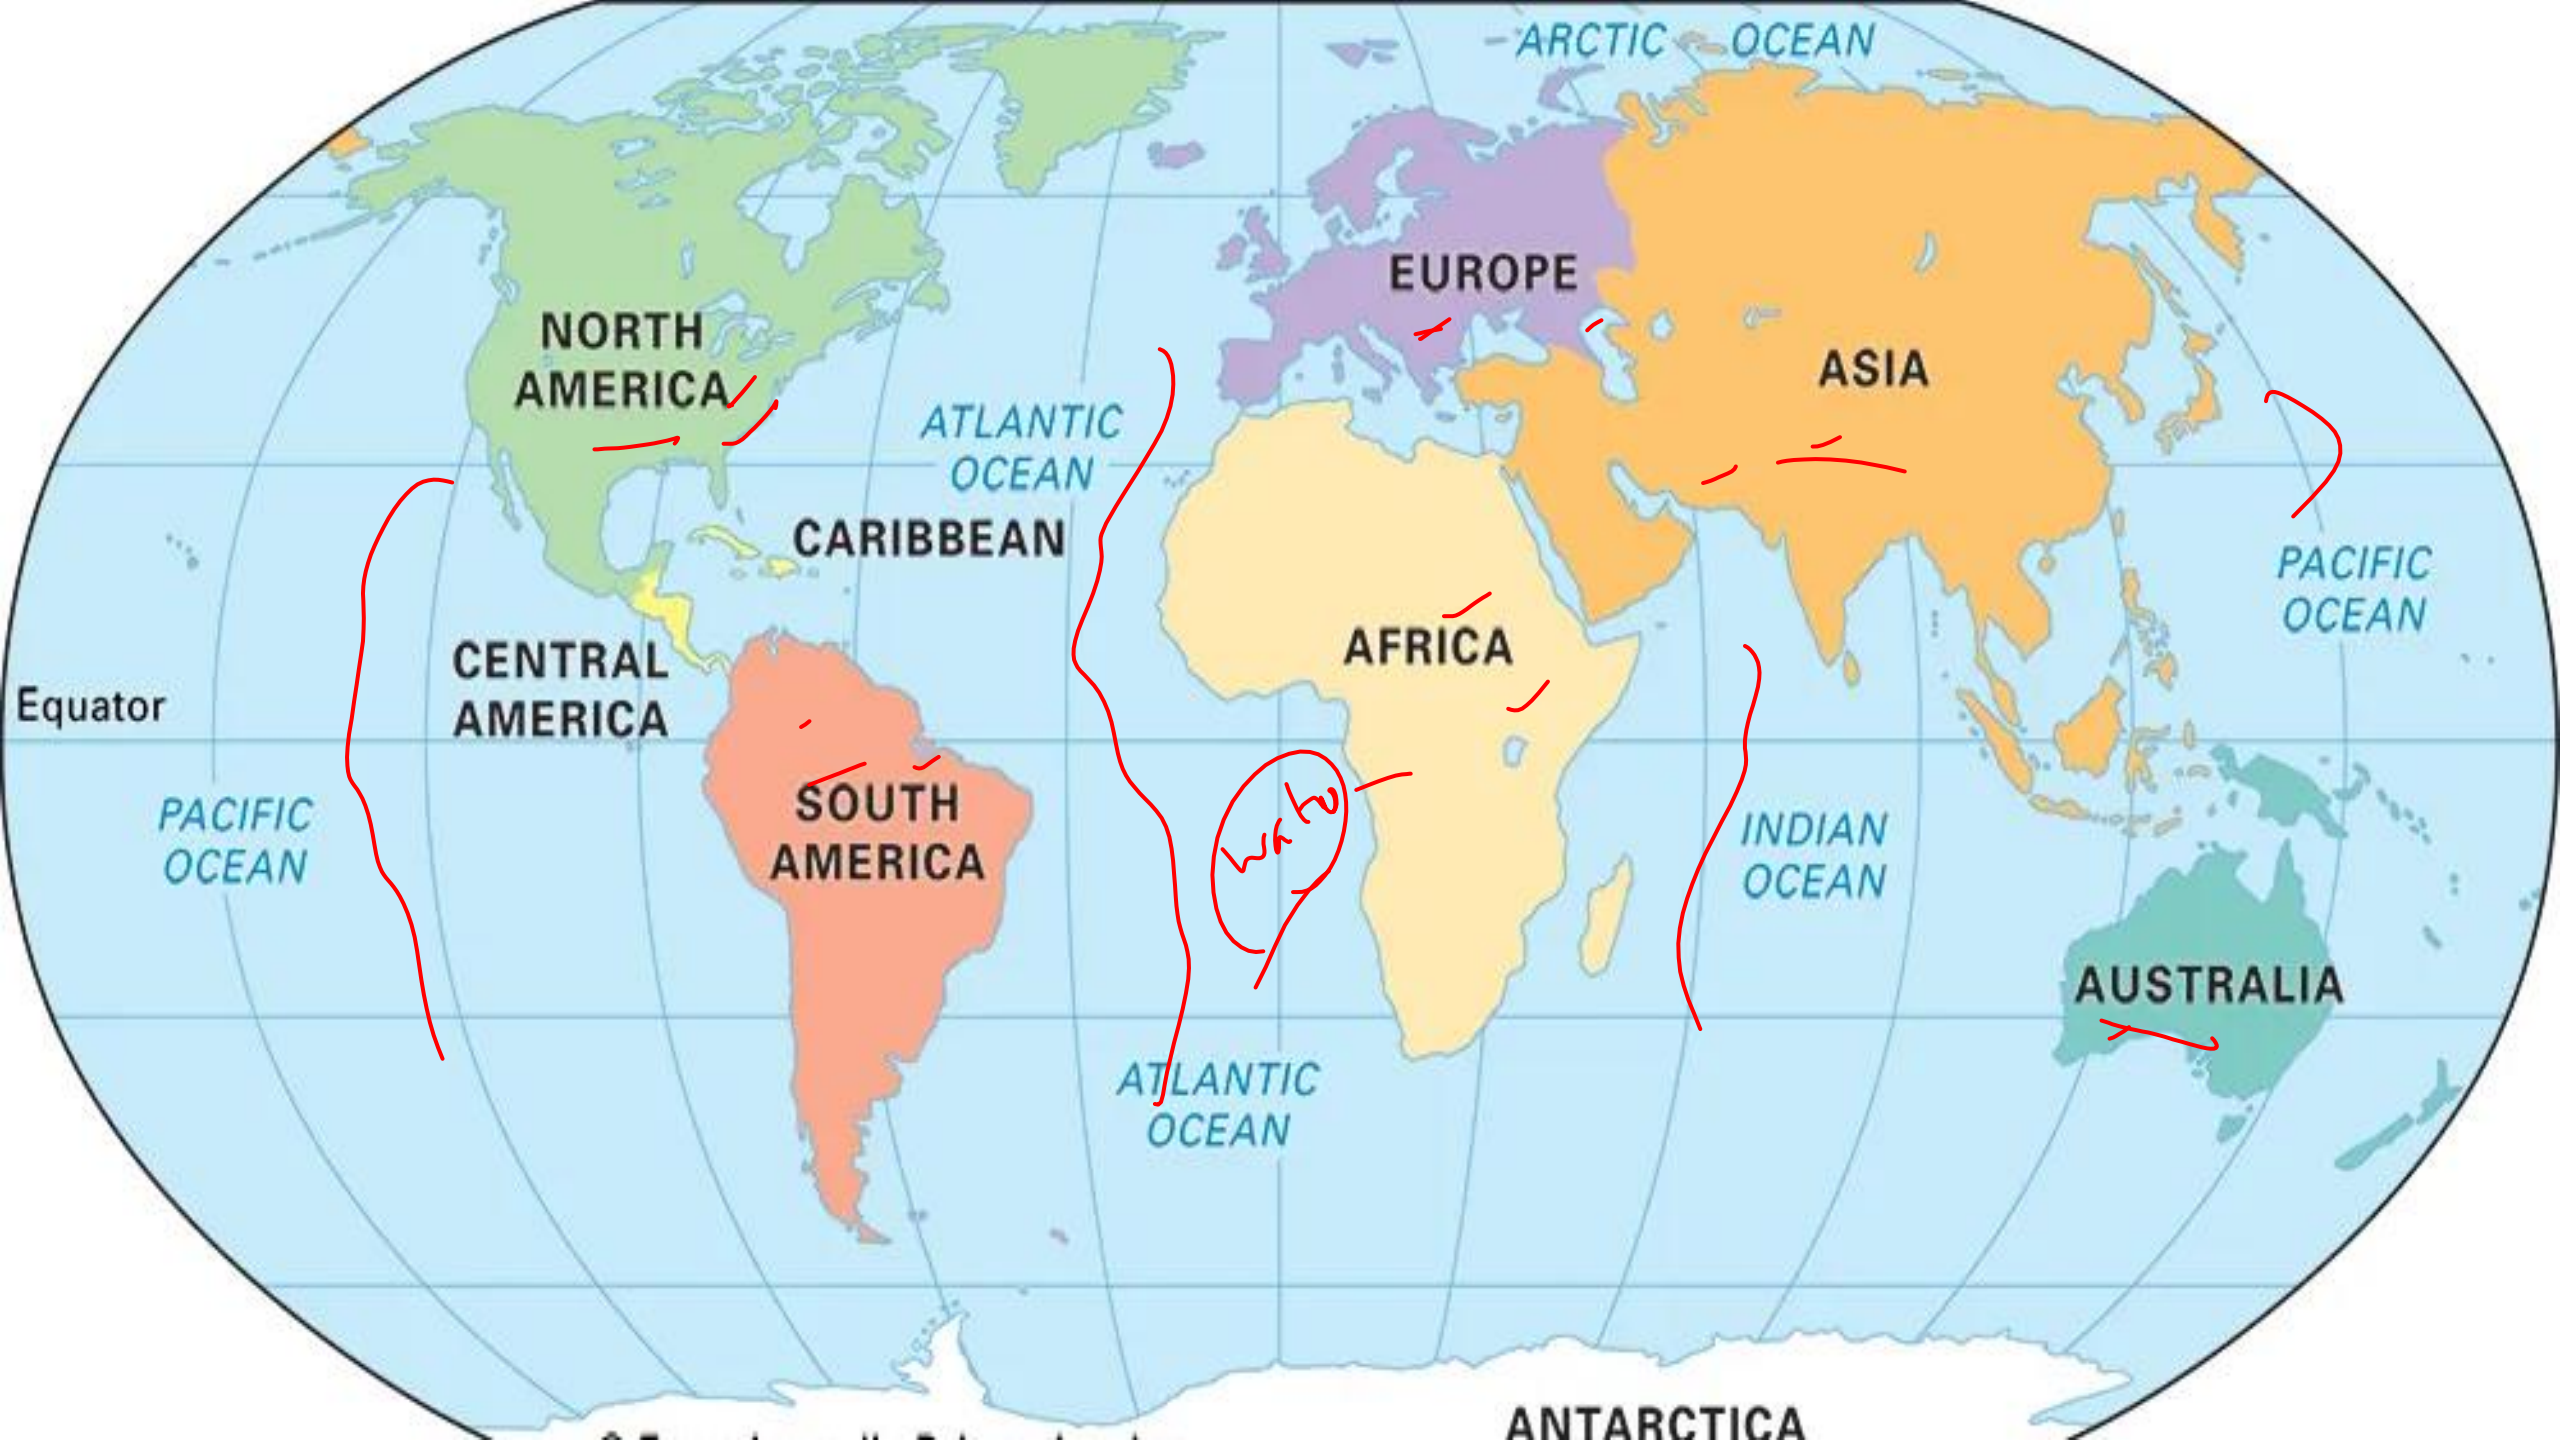 ARCTIC OCEAN
EUROPE
NORTH
AMERICA
ASIA
ATLANTIC
OCEAN
CARIBBEAN
PACIFIC
OCEAN
AFRICA
CENTRAL
AMERICA
Equator
SOUTH
AMERICA
PACIFIC
OCEAN
INDIAN
OCEAN
AUSTRALIA
ATLANTIC
OCEAN
ANTARCTICA